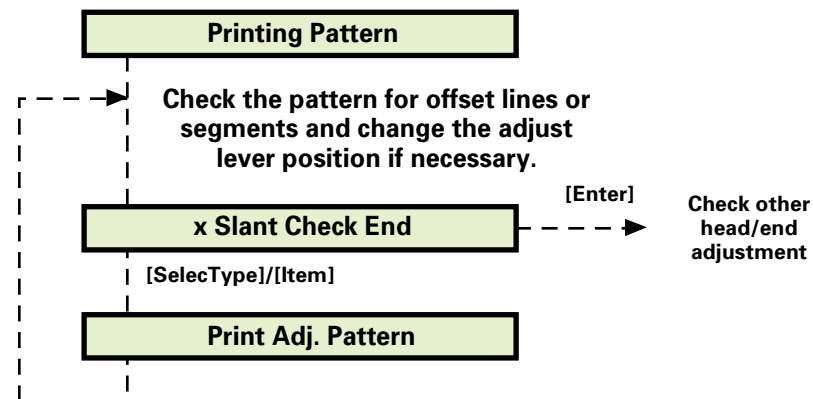 Printing Pattern
Check the pattern for offset lines or
segments and change the adjust
lever position if necessary.
x Slant Check End
[Enter]
Check other
head/end
adjustment
[SelecType]/[Item]
Print Adj. Pattern